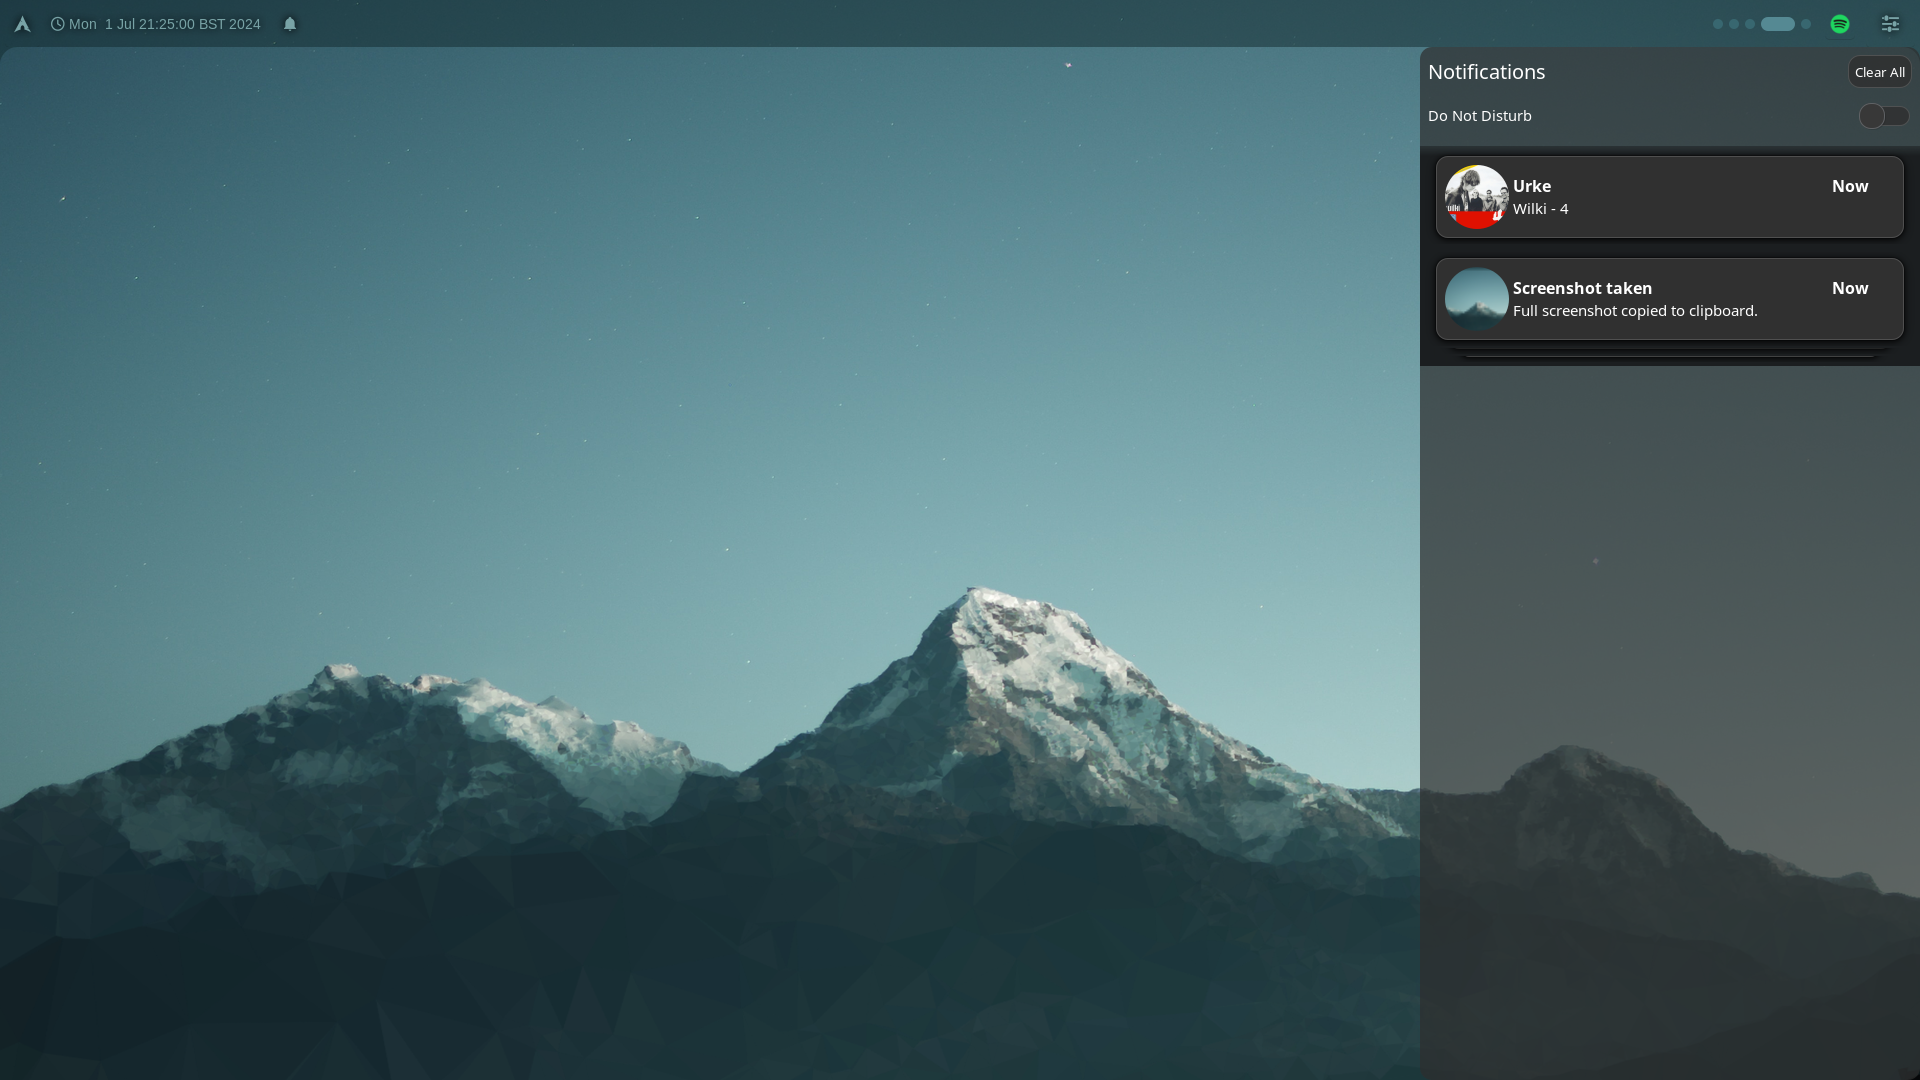 Mon  1 Jul 21:25:00 BST 2024
Notifications
Clear All
Do Not Disturb
Urke
Now
Wilki - 4
Screenshot taken
Now
Full screenshot copied to clipboard.